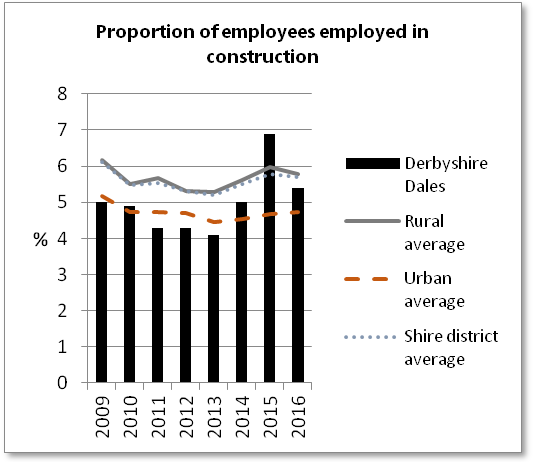 Proportion of employees employed in
construction
8
7
6
5
4
3
2
1
0
%
2009
2010
2011
2012
2013
2014
2015
2016
Derbyshire
Dales
Rural
average
Urban
average
Shire district
average